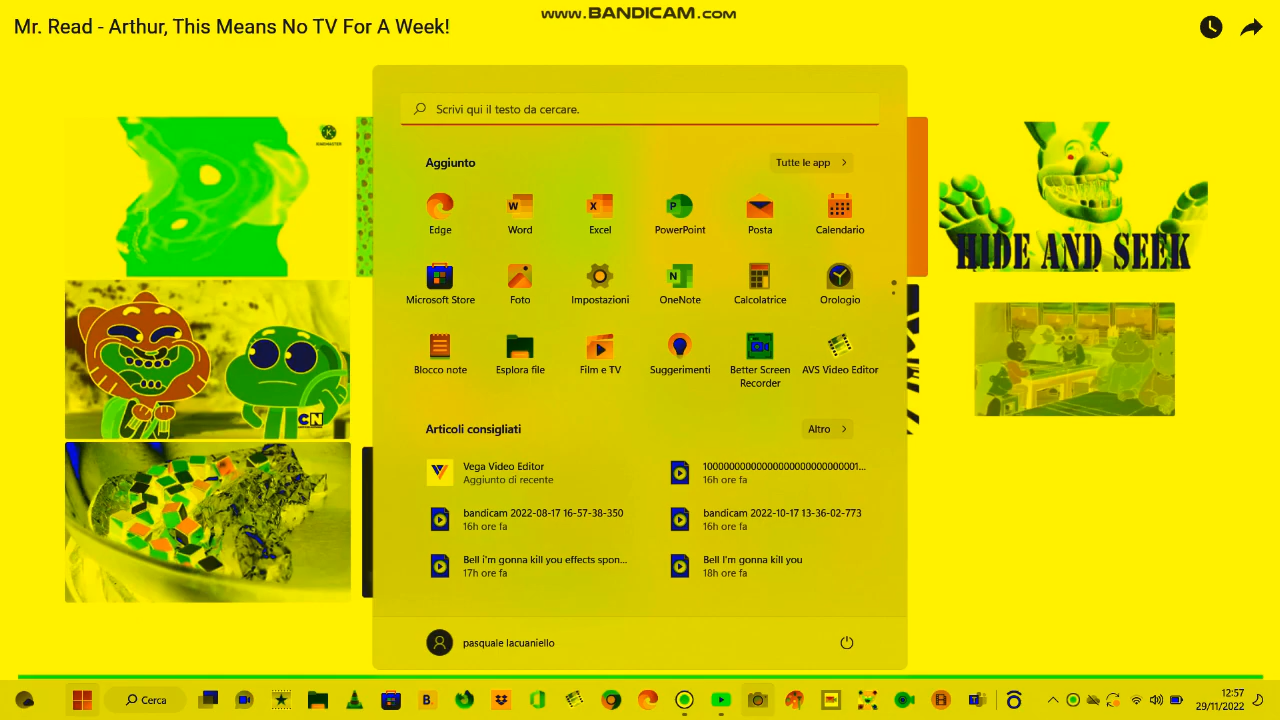 www.BANDICAM.com
Mr. Read - Arthur, This Means No TV For A Week!
Scrivi qui il testo da cercare.
Aggiunto
Tutte le app
Edge
Word
Excel
PowerPoint
Posta
Calendario
Microsoft Store
Foto
Impostazioni
OneNote
Calcolatrice
Orologio
Blocco note
Esplora file
Film e TV
Suggerimenti
Better Screen
Recorder
AVS Video Editor
HIDE AND SEEK
CN
Articoli consigliati
Altro
Vega Video Editor
Aggiunto di recente
16h ore fa
bandicam 2022-08-17 16-57-38-350
16h ore fa
bandicam 2022-10-17 13-36-02-773
16h ore fa
Bell i'm gonna kill you effects spon...
17h ore fa
Bell I'm gonna kill you
18h ore fa
pasquale lacuaniello
Cerca
12:57
29/11/2022